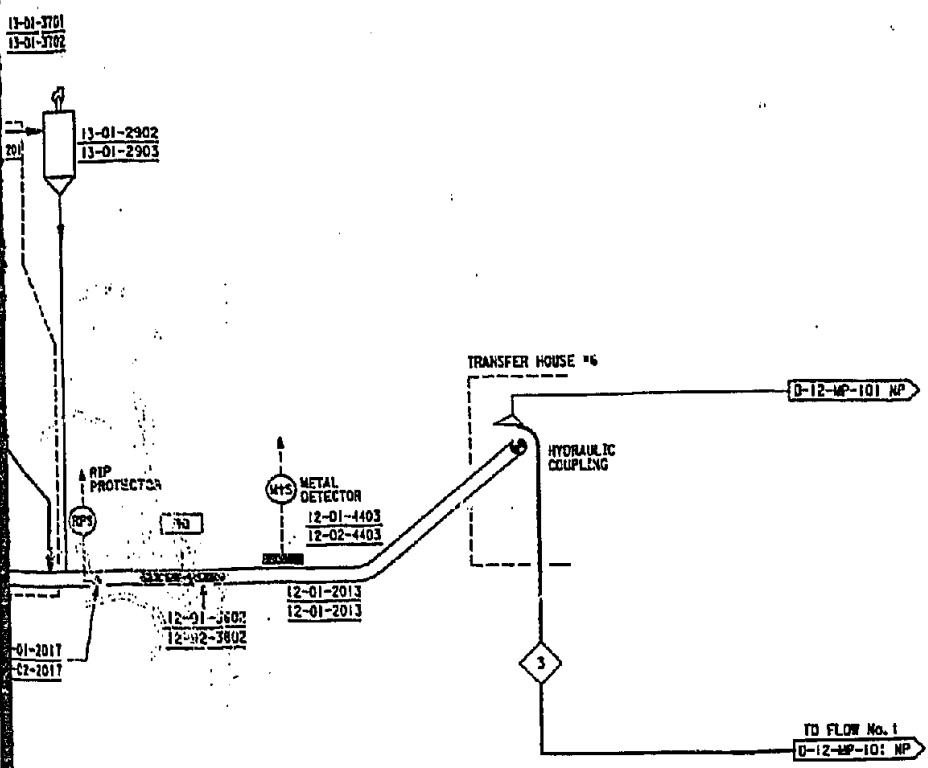 13-01-3701
13-01-3702
13-01-2902
13-01-2903
201
TRANSFER HOUSE #6
D-12-MP-101 NP
HYDRAULIC
COUPLING
RIP
PROTECTOR
RPS
MtS
METAL
DETECTOR
12-01-4403
12-02-4403
12-01-2013
12-01-2013
12-01-3602
-01-2017
-02-2017
3
TO FLOW No. 1
D-12-MP-101 NP